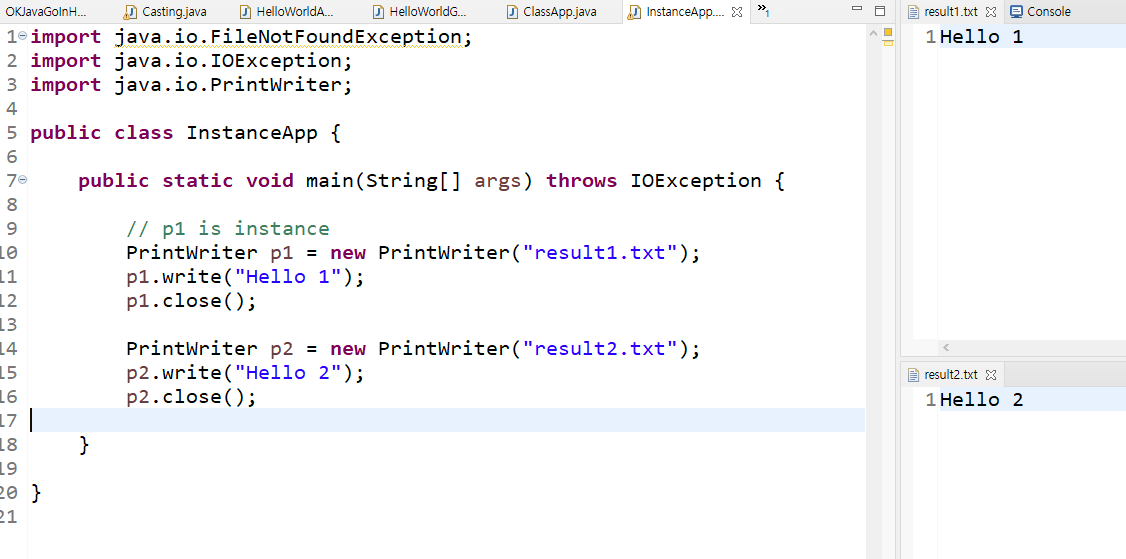 OKJavaGoInH...
Casting.java
HelloWorldA...
HelloWorldG...
ClassApp.java
InstanceApp....
»1
1 import java.io.FileNotFoundException;
2 import java.io.IOException;
3 import java.io.PrintWriter;
4
5 public class InstanceApp {
6
7     public static void main(String[] args) throws IOException {
8
9         // p1 is instance
10         PrintWriter p1 = new PrintWriter("result1.txt");
11         p1.write("Hello 1");
12         p1.close();
13
14         PrintWriter p2 = new PrintWriter("result2.txt");
15         p2.write("Hello 2");
16         p2.close();
17
18     }
19
20 }
21
result1.txt
Console
1 Hello 1
result2.txt
1 Hello 2